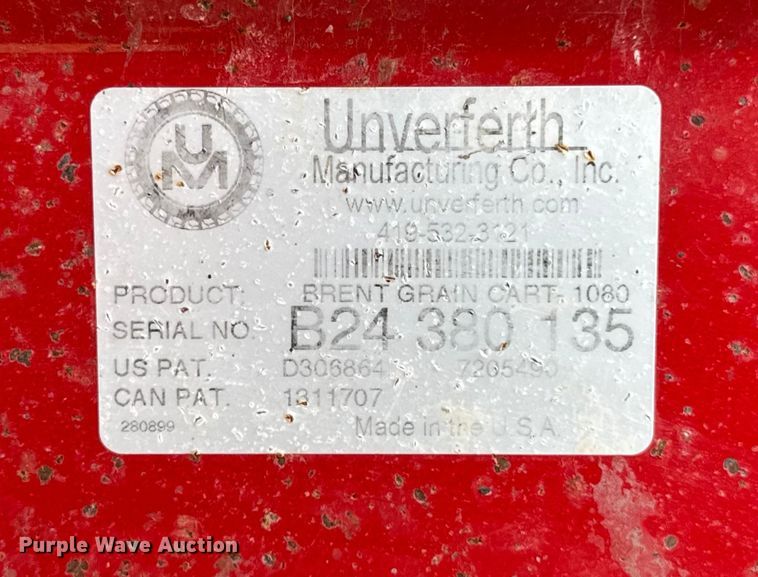 UM
Unverferth
Manufacturing Co., Inc.
www.unverferth.com
419-532-3121
PRODUCT: BRENT GRAIN CART- 1080
SERIAL NO. B24 380 135
US PAT. D306864 7205490
CAN PAT. 1311707
280899 Made in the U.S.A.
Purple Wave Auction